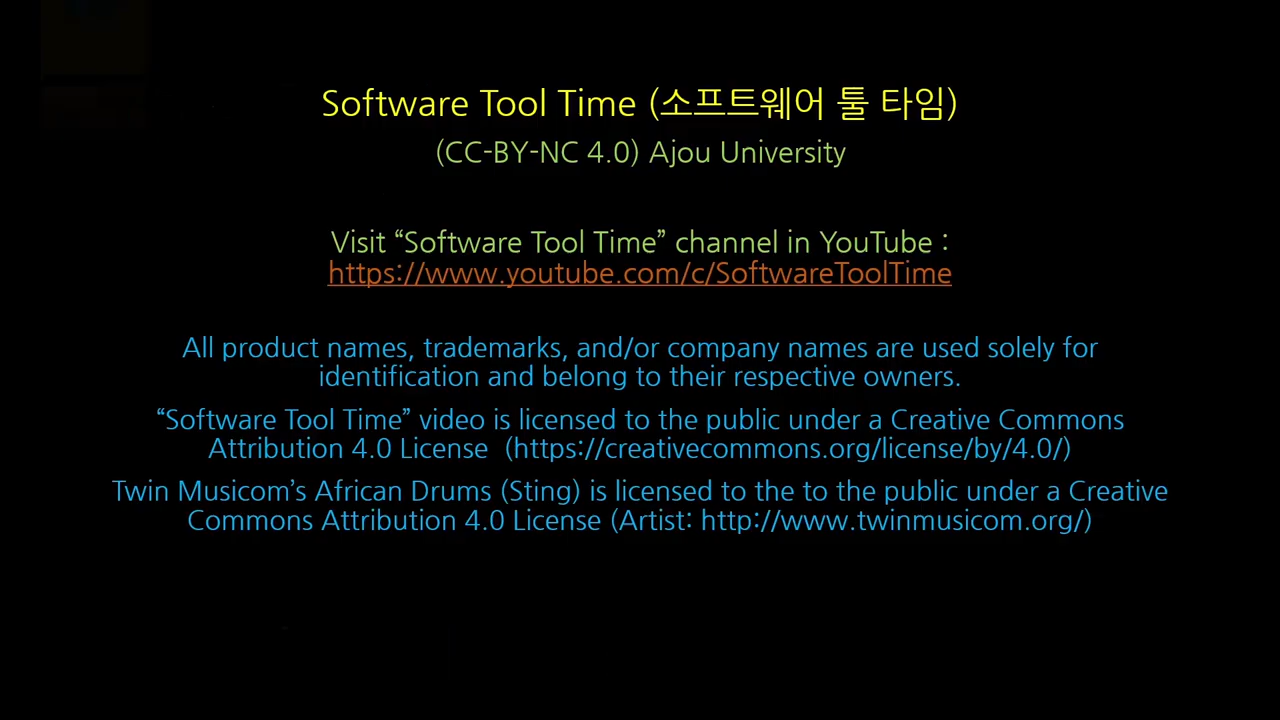 Software Tool Time (소프트웨어 툴 타임)
(CC-BY-NC 4.0) Ajou University
Visit “Software Tool Time” channel in YouTube :
https://www.youtube.com/c/SoftwareToolTime
All product names, trademarks, and/or company names are used solely for
identification and belong to their respective owners.
“Software Tool Time” video is licensed to the public under a Creative Commons
Attribution 4.0 License  (https://creativecommons.org/license/by/4.0/)
Twin Musicom’s African Drums (Sting) is licensed to the to the public under a Creative
Commons Attribution 4.0 License (Artist: http://www.twinmusicom.org/)